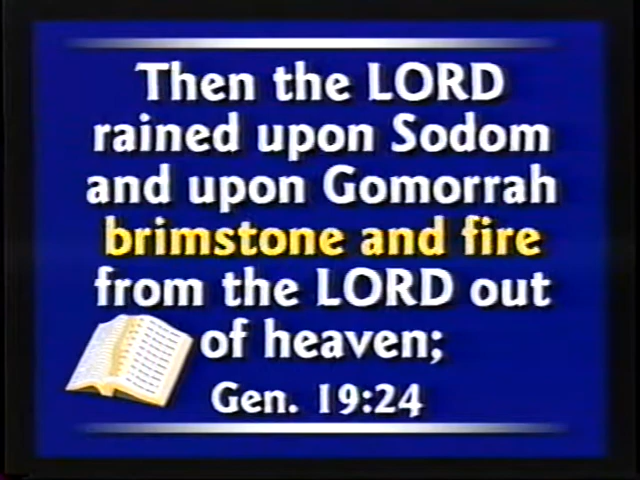 Then the LORD
rained upon Sodom
and upon Gomorrah
brimstone and fire
from the LORD out
of heaven;
Gen. 19:24